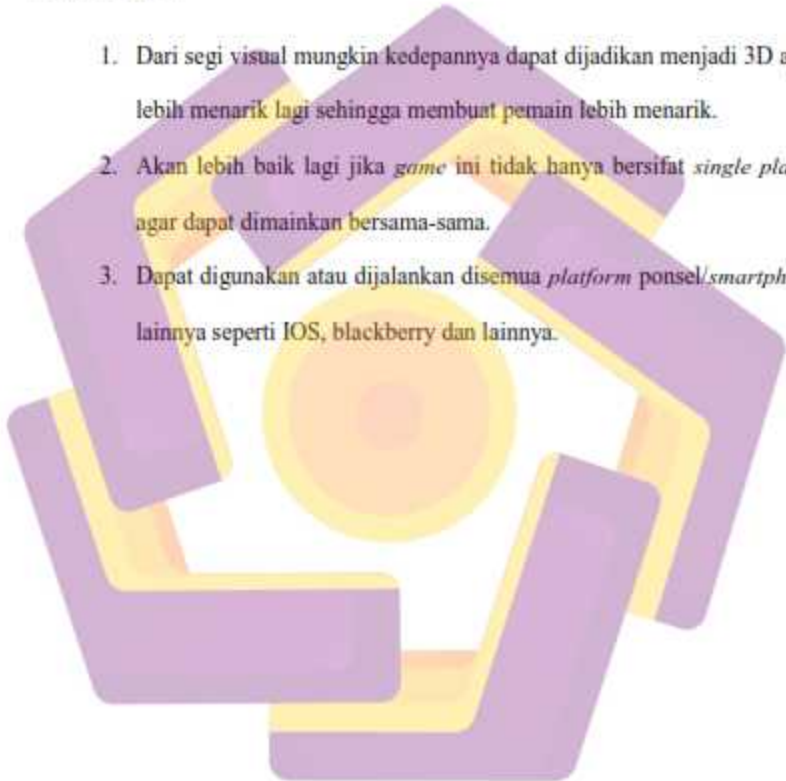 1. Dari segi visual mungkin kedepannya dapat dijadikan menjadi 3D
lebih menarik lagi sehingga membuat pemain lebih menarik.
2. Akan lebih baik lagi jika game ini tidak hanya bersifat single
agar dapat dimainkan bersama-sama.
3. Dapat digunakan atau dijalankan disemua platform ponsel/
lainnya seperti IOS, blackberry dan lainnya.